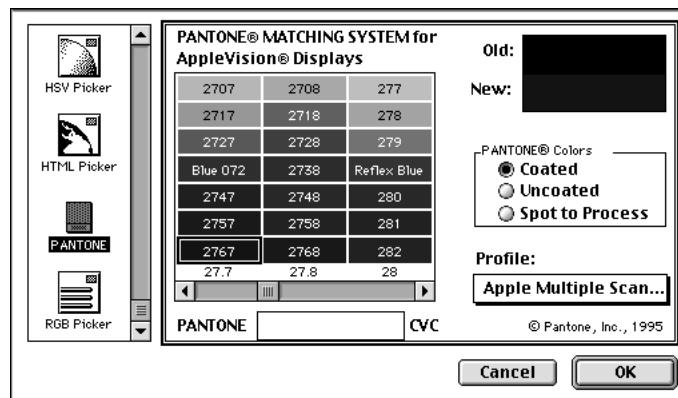 HSV Picker
HTML Picker
PANTONE
RGB Picker
PANTONE® MATCHING SYSTEM for
AppleVision® Displays
2707 2708 277
2717 2718 278
2727 2728 279
Blue 072 2738 Reflex Blue
2747 2748 280
2757 2758 281
2767 2768 282
27.7 27.8 28
PANTONE CVC
Old:
New:
PANTONE® Colors
Coated
Uncoated
Spot to Process
Profile:
Apple Multiple Scan...
© Pantone, Inc., 1995
Cancel OK